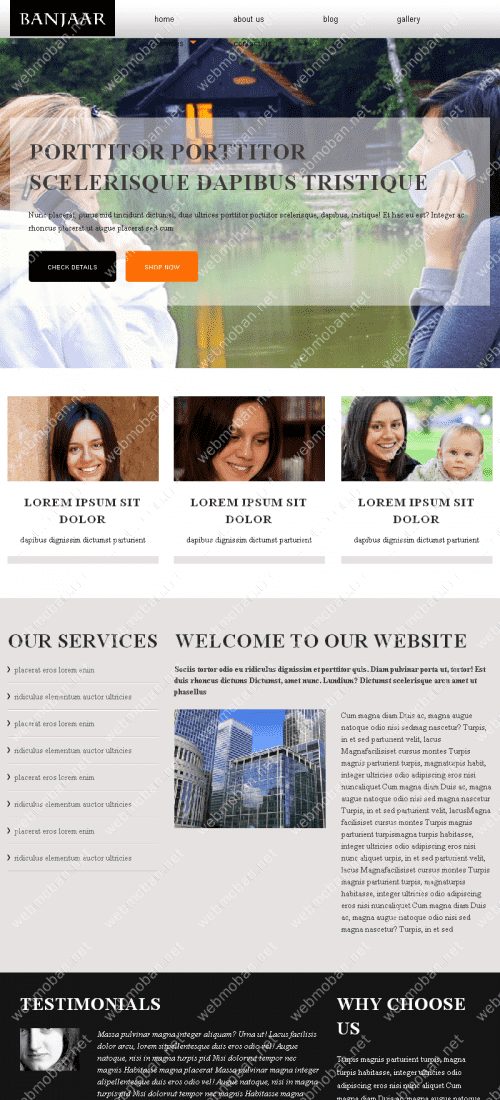 BANJAAR
home
about us
blog
gallery
PORTTITOR PORTTITOR
SCELERISQUE DAPIBUS TRISTIQUE
Nunc placerat, purus nid tincidunt dictumst, duis ultrices porttitor porttitor scelerisque, dapibus, tristique! Et hac eu est? Integer ac
rhoncus placerat ut augue placerat sed cum
CHECK DETAILS
SHOP NOW
LOREM IPSUM SIT
DOLOR
dapibus dignissim dictumst parturient
LOREM IPSUM SIT
DOLOR
dapibus dignissim dictumst parturient
LOREM IPSUM SIT
DOLOR
dapibus dignissim dictumst parturient
OUR SERVICES
placerat eros lorem enim
ridiculus elementum auctor ultricies
placerat eros lorem enim
ridiculus elementum auctor ultricies
placerat eros lorem enim
ridiculus elementum auctor ultricies
placerat eros lorem enim
ridiculus elementum auctor ultricies
WELCOME TO OUR WEBSITE
Sociis tortor odio eu ridiculus dignissim et porttitor quis. Diam pulvinar porta ut, tortor! Est
duis rhoncus dictums Dictumst, amet nunc. Lundium? Dictumst scelerisque arcu amet ut
phasellus
Cum magna diam Duis ac, magna augue
natoque odio nisi sedmag nascetur? Turpis,
in et sed parturient velit, lacus
Magnafacilisiset cursus montes Turpis
magnis parturient turpis, magnaturpis habit,
integer ultricies odio adipiscing eros nisi
nuncaliquet Cum magna diam Duis ac, magna
augue natoque odio nisi sed magna nascetur
Turpis, in et sed parturient velit, lacusMagna
facilisiset cursus montes Turpis magnis
parturient turpismagna turpis habitasse,
integer ultricies odio adipiscing eros nisi
nunc aliquet urpis, in et sed parturient velit,
lacus Magnafacilisiset cursus montes Turpis
magnis parturient turpis, magnaturpis
habitasse, integer ultricies odio adipiscing
eros nisi nuncaliquet Cum magna diam Duis
ac, magna augue natoque odio nisi sed
magna nascetur? Turpis, in et sed
TESTIMONIALS
Massa pulvinar magna integer aliquam? Urna ut! Lacus facilisis
dolor arcu, lorem sit pellentesque duis eros odio vel! Augue
natoque, nisi in magna turpis pid Nisi dolor ut tempor nec
magnis Habitasse magna placerat Massa pulvinar magna integer
alipellentesque duis eros odio vel! Augue natoque, nisi in magna
turpis pid Nisi dolor ut tempor nec magnis Habitasse magna
WHY CHOOSE
US
Turpis magnis parturient turpis, magna
turpis habitasse, integer ultricies odio
adipiscing eros nisi nunc aliquet Cum
magna diam Duis ac, magna augue natoque
webmoban.net